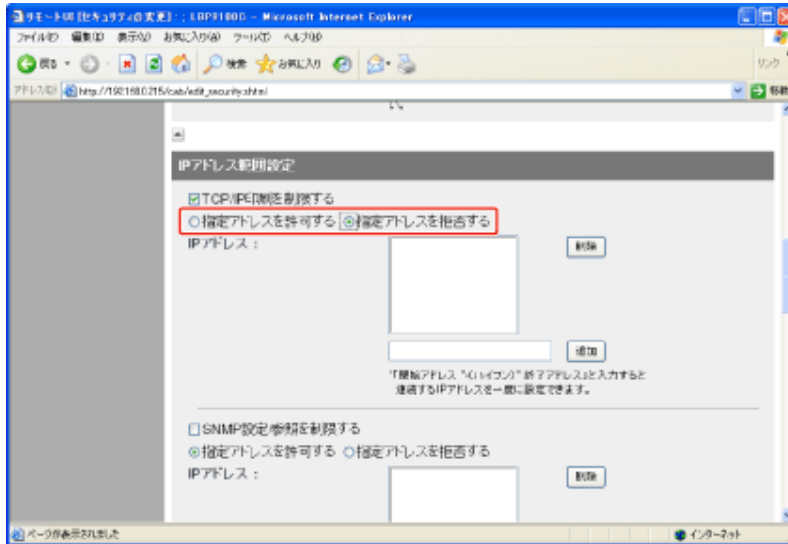 リモートUI [セキュリティの変更] : ; LBP9100C - Microsoft Internet Explorer
ファイル(F) 編集(E) 表示(V) お気に入り(A) ツール(T) ヘルプ(H)
戻る 検索 お気に入り リンク
アドレス(D) http://192.168.0.215/cab/edit_security.shtml 移動
IPアドレス範囲設定
TCP/IP印刷を制限する
指定アドレスを許可する 指定アドレスを拒否する
IPアドレス : 削除
追加
"「開始アドレス "-(ハイフン)" 終了アドレス」と入力すると
連続するIPアドレスを一度に設定できます。
SNMP設定/参照を制限する
指定アドレスを許可する 指定アドレスを拒否する
IPアドレス : 削除
ページが表示されました インターネット